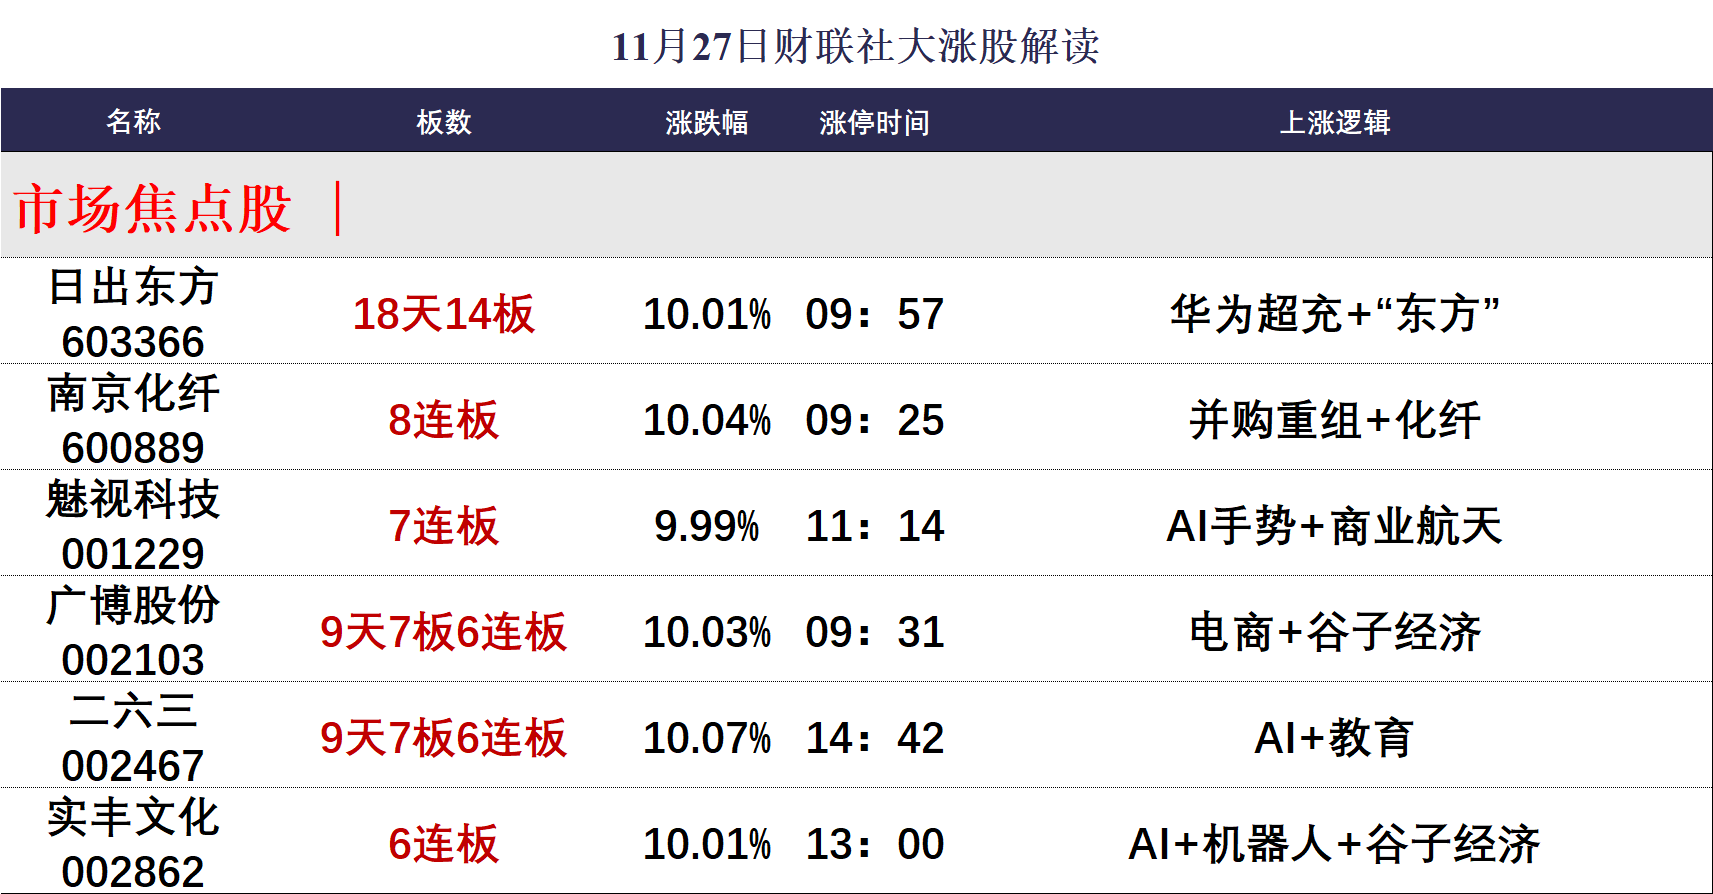 11月27日财联社大涨股解读
名称 板数 涨跌幅 涨停时间 上涨逻辑
市场焦点股 ｜
日出东方
603366 18天14板 10.01% 09：57 华为超充+“东方”
南京化纤
600889 8连板 10.04% 09：25 并购重组+化纤
魅视科技
001229 7连板 9.99% 11：14 AI手势+商业航天
广博股份
002103 9天7板6连板 10.03% 09：31 电商+谷子经济
二六三
002467 9天7板6连板 10.07% 14：42 AI+教育
实丰文化
002862 6连板 10.01% 13：00 AI+机器人+谷子经济